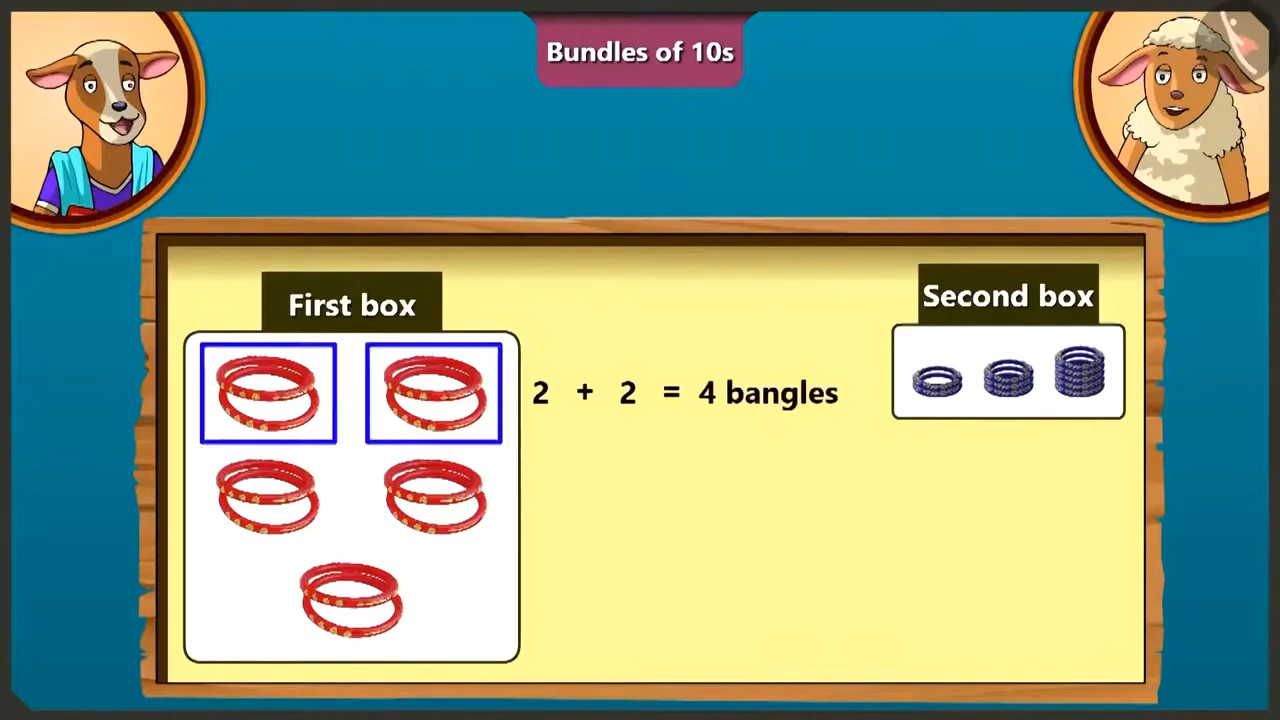 Bundles of 10s
First box
Second box
2 + 2 = 4 bangles